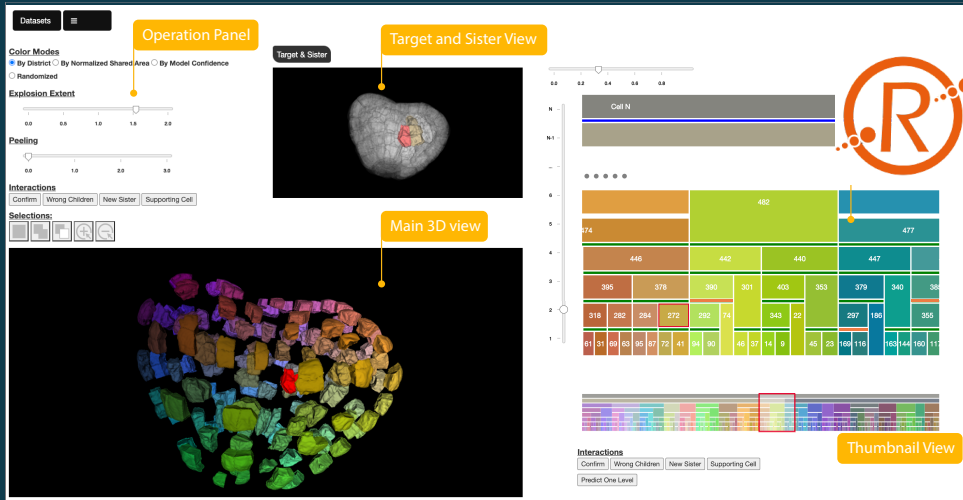 Datasets ≡
Operation Panel
Target and Sister View
Color Modes
By District By Normalized Shared Area By Model Confidence
Randomized
Target & Sister
Explosion Extent
0.0 0.5 1.0 1.5 2.0
Peeling
0.0 1.0 2.0 3.0
Interactions
Confirm Wrong Children New Sister Supporting Cell
Selections:
Main 3D view
0.0 0.2 0.4 0.6 0.8
N
Cell N
N-1
...
R
6
482
5
474 477
4
446 442 440 447
3
395 378 390 301 403 353 379 340 388
2
318 282 284 272 292 74 343 22 297 186 355
1
61 31 69 63 95 87 72 41 94 90 46 37 14 9 45 23 169 116 163 144 160 117
Thumbnail View
Interactions
Confirm Wrong Children New Sister Supporting Cell
Predict One Level